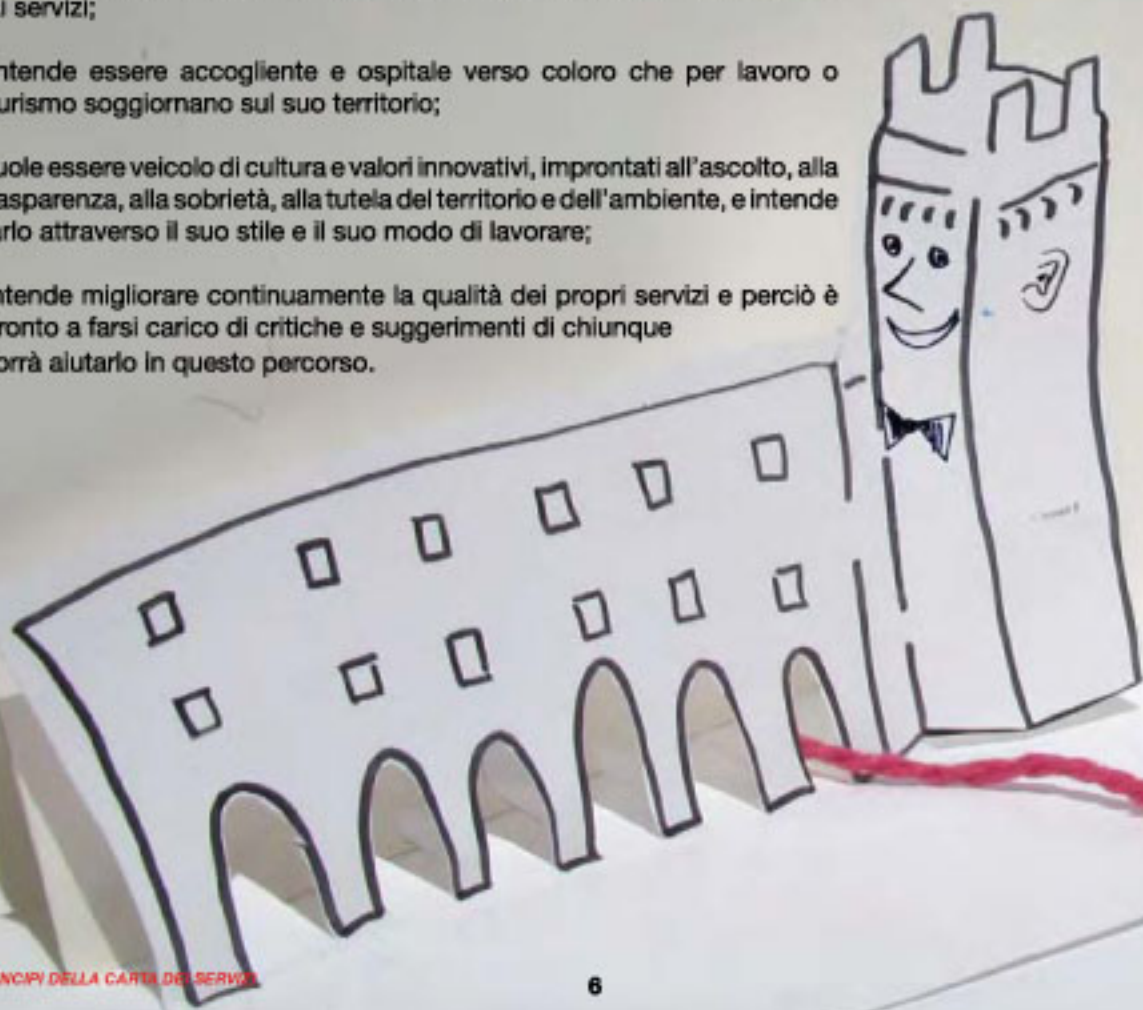 i servizi;
ntende essere accogliente e ospitale verso coloro che per lavoro o
urismo soggiornano sul suo territorio;
uole essere veicolo di cultura e valori innovativi, improntati all'ascolto, alla
asparenza, alla sobrietà, alla tutela del territorio e dell'ambiente, e intende
arlo attraverso il suo stile e il suo modo di lavorare;
ntende migliorare continuamente la qualità dei propri servizi e perciò è
ronto a farsi carico di critiche e suggerimenti di chiunque
orrà aiutarlo in questo percorso.
NCIPI DELLA CARTA DEI SERVIZI
6